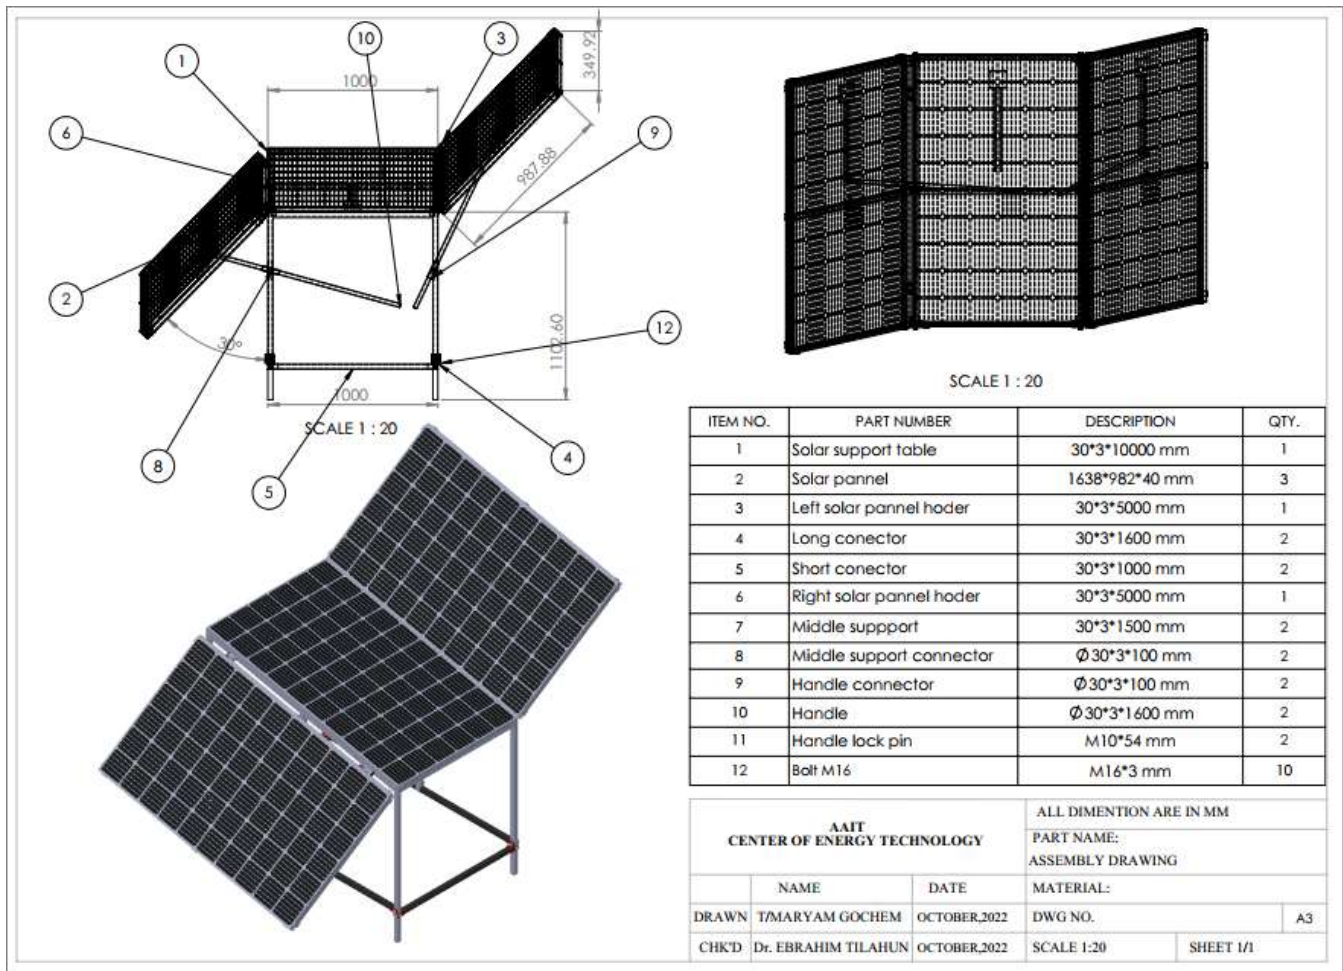 1
10
3
349.92
1000
6
9
987.88
2
30°
12
1102.60
1000
SCALE 1 : 20
8
5
4
SCALE 1 : 20
ITEM NO. PART NUMBER DESCRIPTION QTY.
1 Solar support table 30*3*10000 mm 1
2 Solar pannel 1638*982*40 mm 3
3 Left solar pannel hoder 30*3*5000 mm 1
4 Long conector 30*3*1600 mm 2
5 Short conector 30*3*1000 mm 2
6 Right solar pannel hoder 30*3*5000 mm 1
7 Middle suppport 30*3*1500 mm 2
8 Middle support connector Ø30*3*100 mm 2
9 Handle connector Ø30*3*100 mm 2
10 Handle Ø30*3*1600 mm 2
11 Handle lock pin M10*54 mm 2
12 Bolt M16 M16*3 mm 10
AAIT
CENTER OF ENERGY TECHNOLOGY
ALL DIMENTION ARE IN MM
PART NAME:
ASSEMBLY DRAWING
NAME DATE MATERIAL:
DRAWN T/MARYAM GOCHEM OCTOBER,2022 DWG NO. A3
CHK'D Dr. EBRAHIM TILAHUN OCTOBER,2022 SCALE 1:20 SHEET 1/1